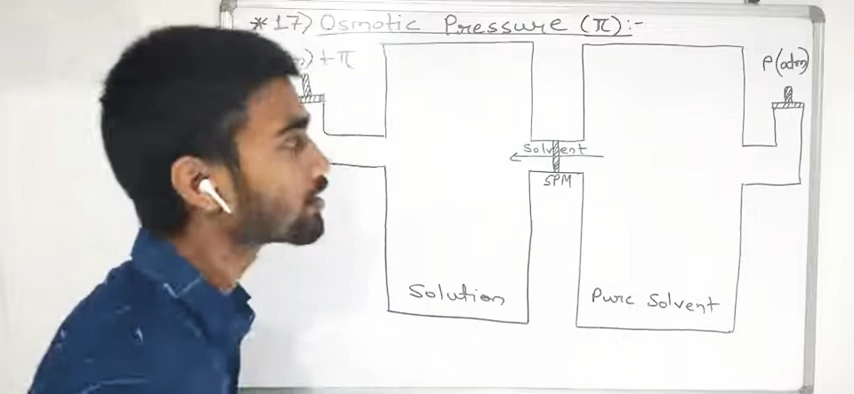 * 17) Osmotic Pressure (π):-
) + π
P(atm)
Solvent
SPM
Solution
Pure Solvent